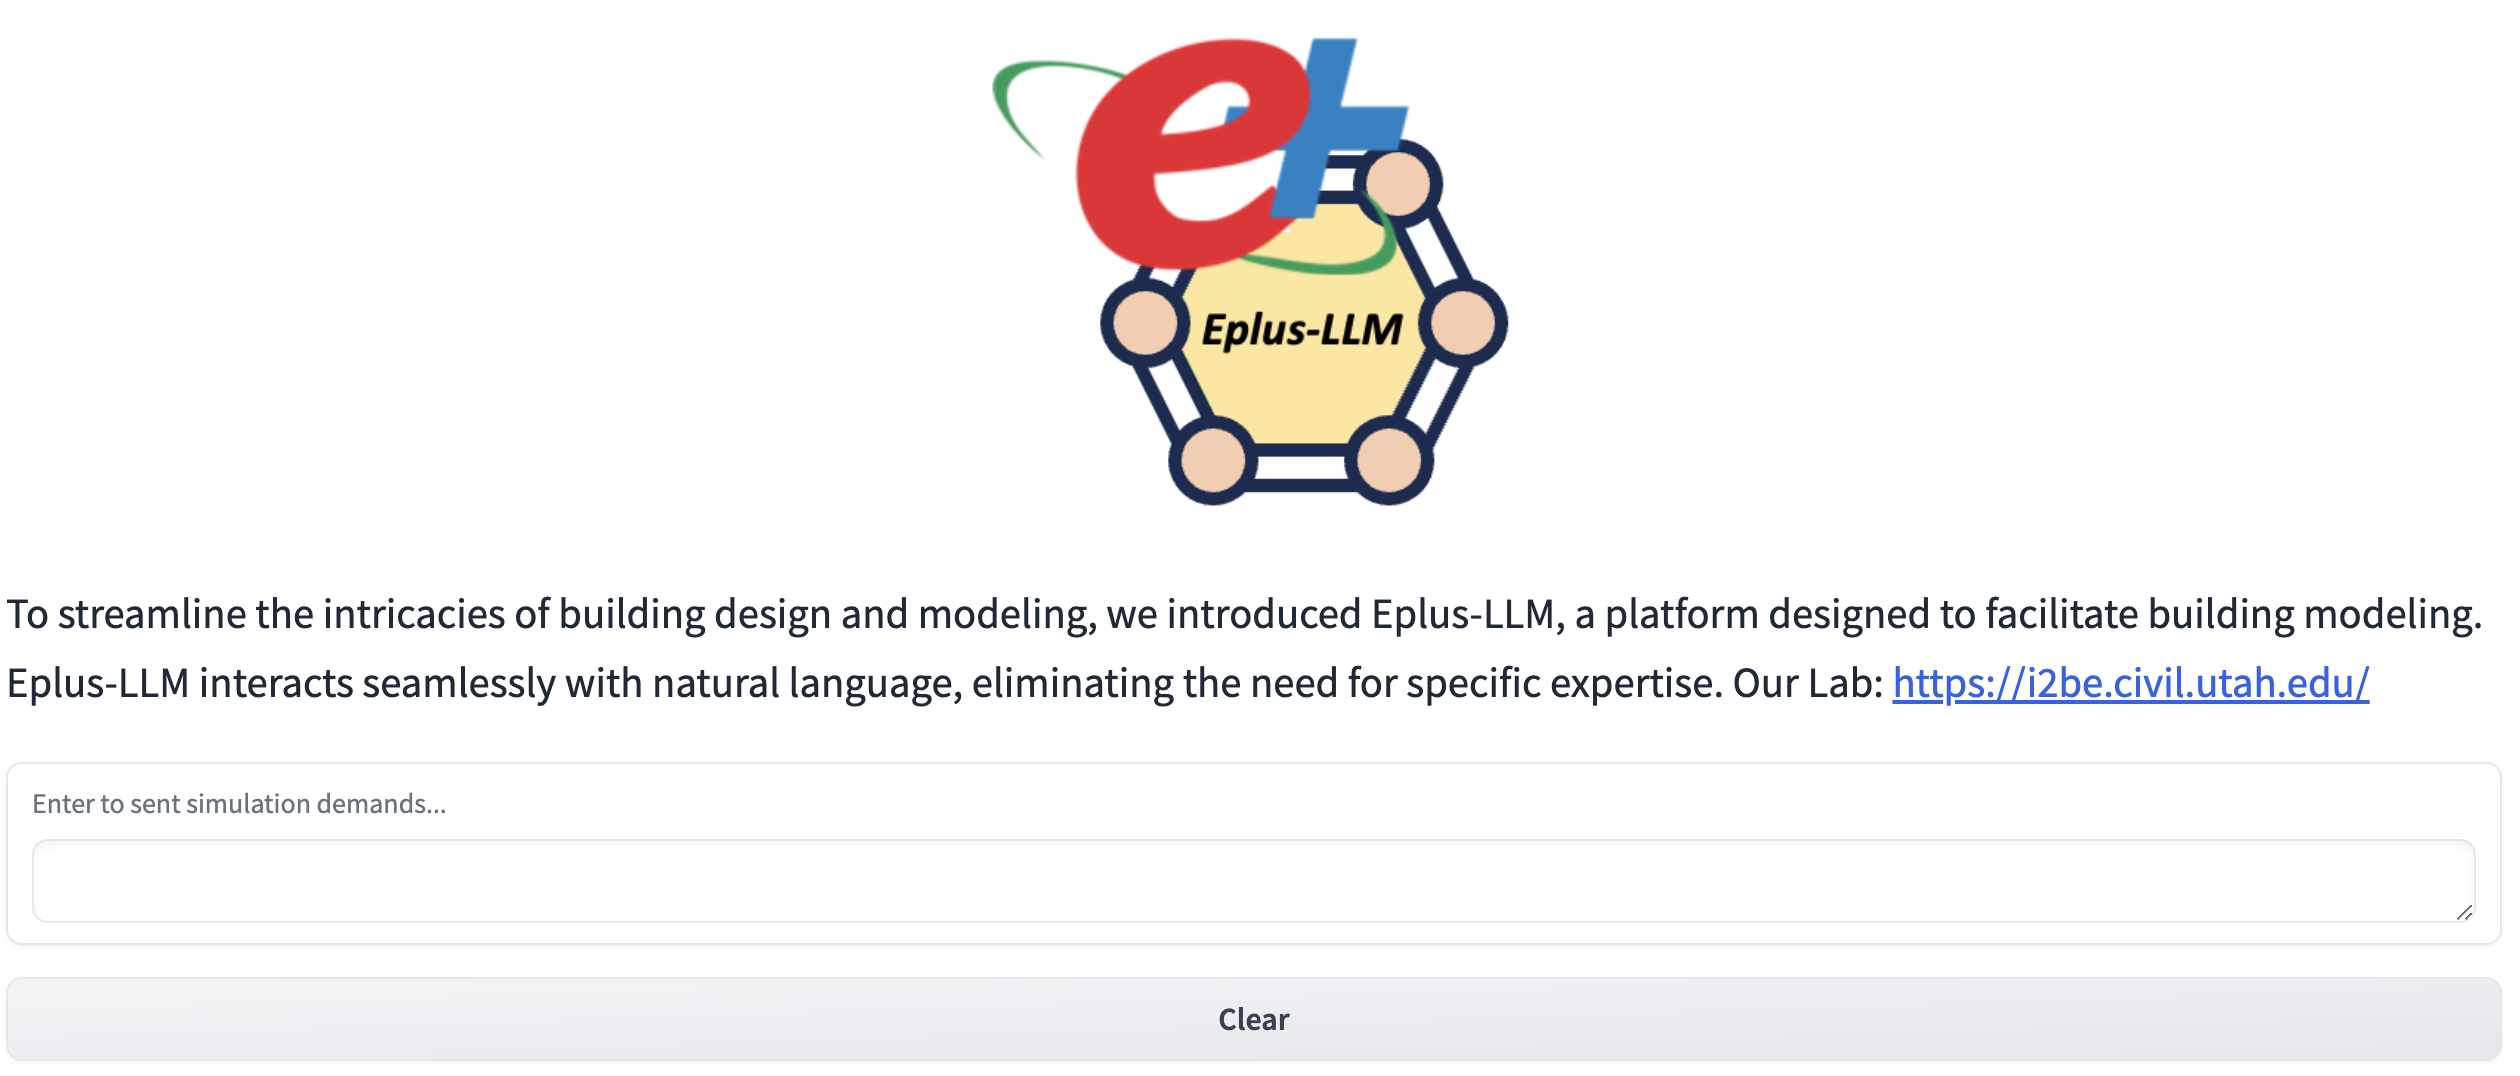 e+
Eplus-LLM
To streamline the intricacies of building design and modeling, we introduced Eplus-LLM, a platform designed to facilitate building modeling.
Eplus-LLM interacts seamlessly with natural language, eliminating the need for specific expertise. Our Lab: https://i2be.civil.utah.edu/
Enter to sent simulation demands...
Clear